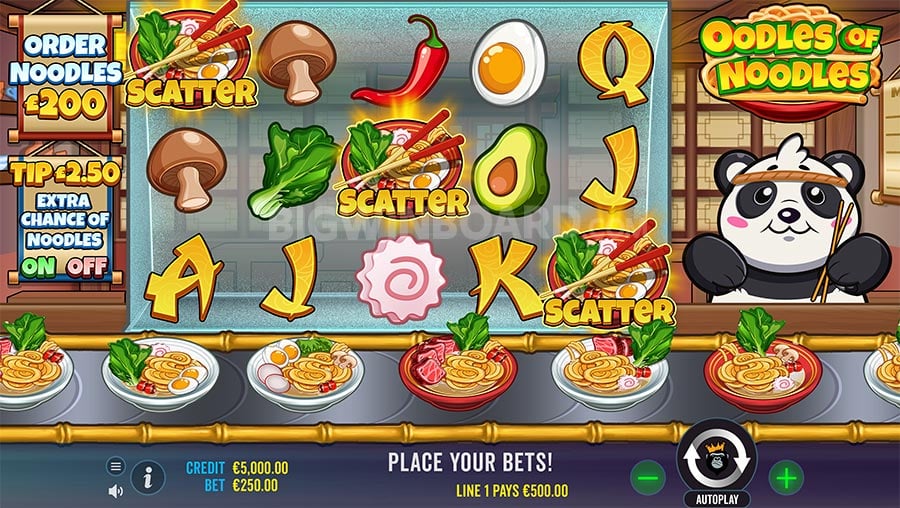 ORDER
NOODLES
£200
TIP £2.50
EXTRA
CHANCE OF
NOODLES
ON OFF
SCATTER
Q
SCATTER
J
A
J
K
SCATTER
OODLES OF
NOODLES
BIGWINBOARD
CREDIT €5,000.00
BET €250.00
PLACE YOUR BETS!
LINE 1 PAYS €500.00
AUTOPLAY